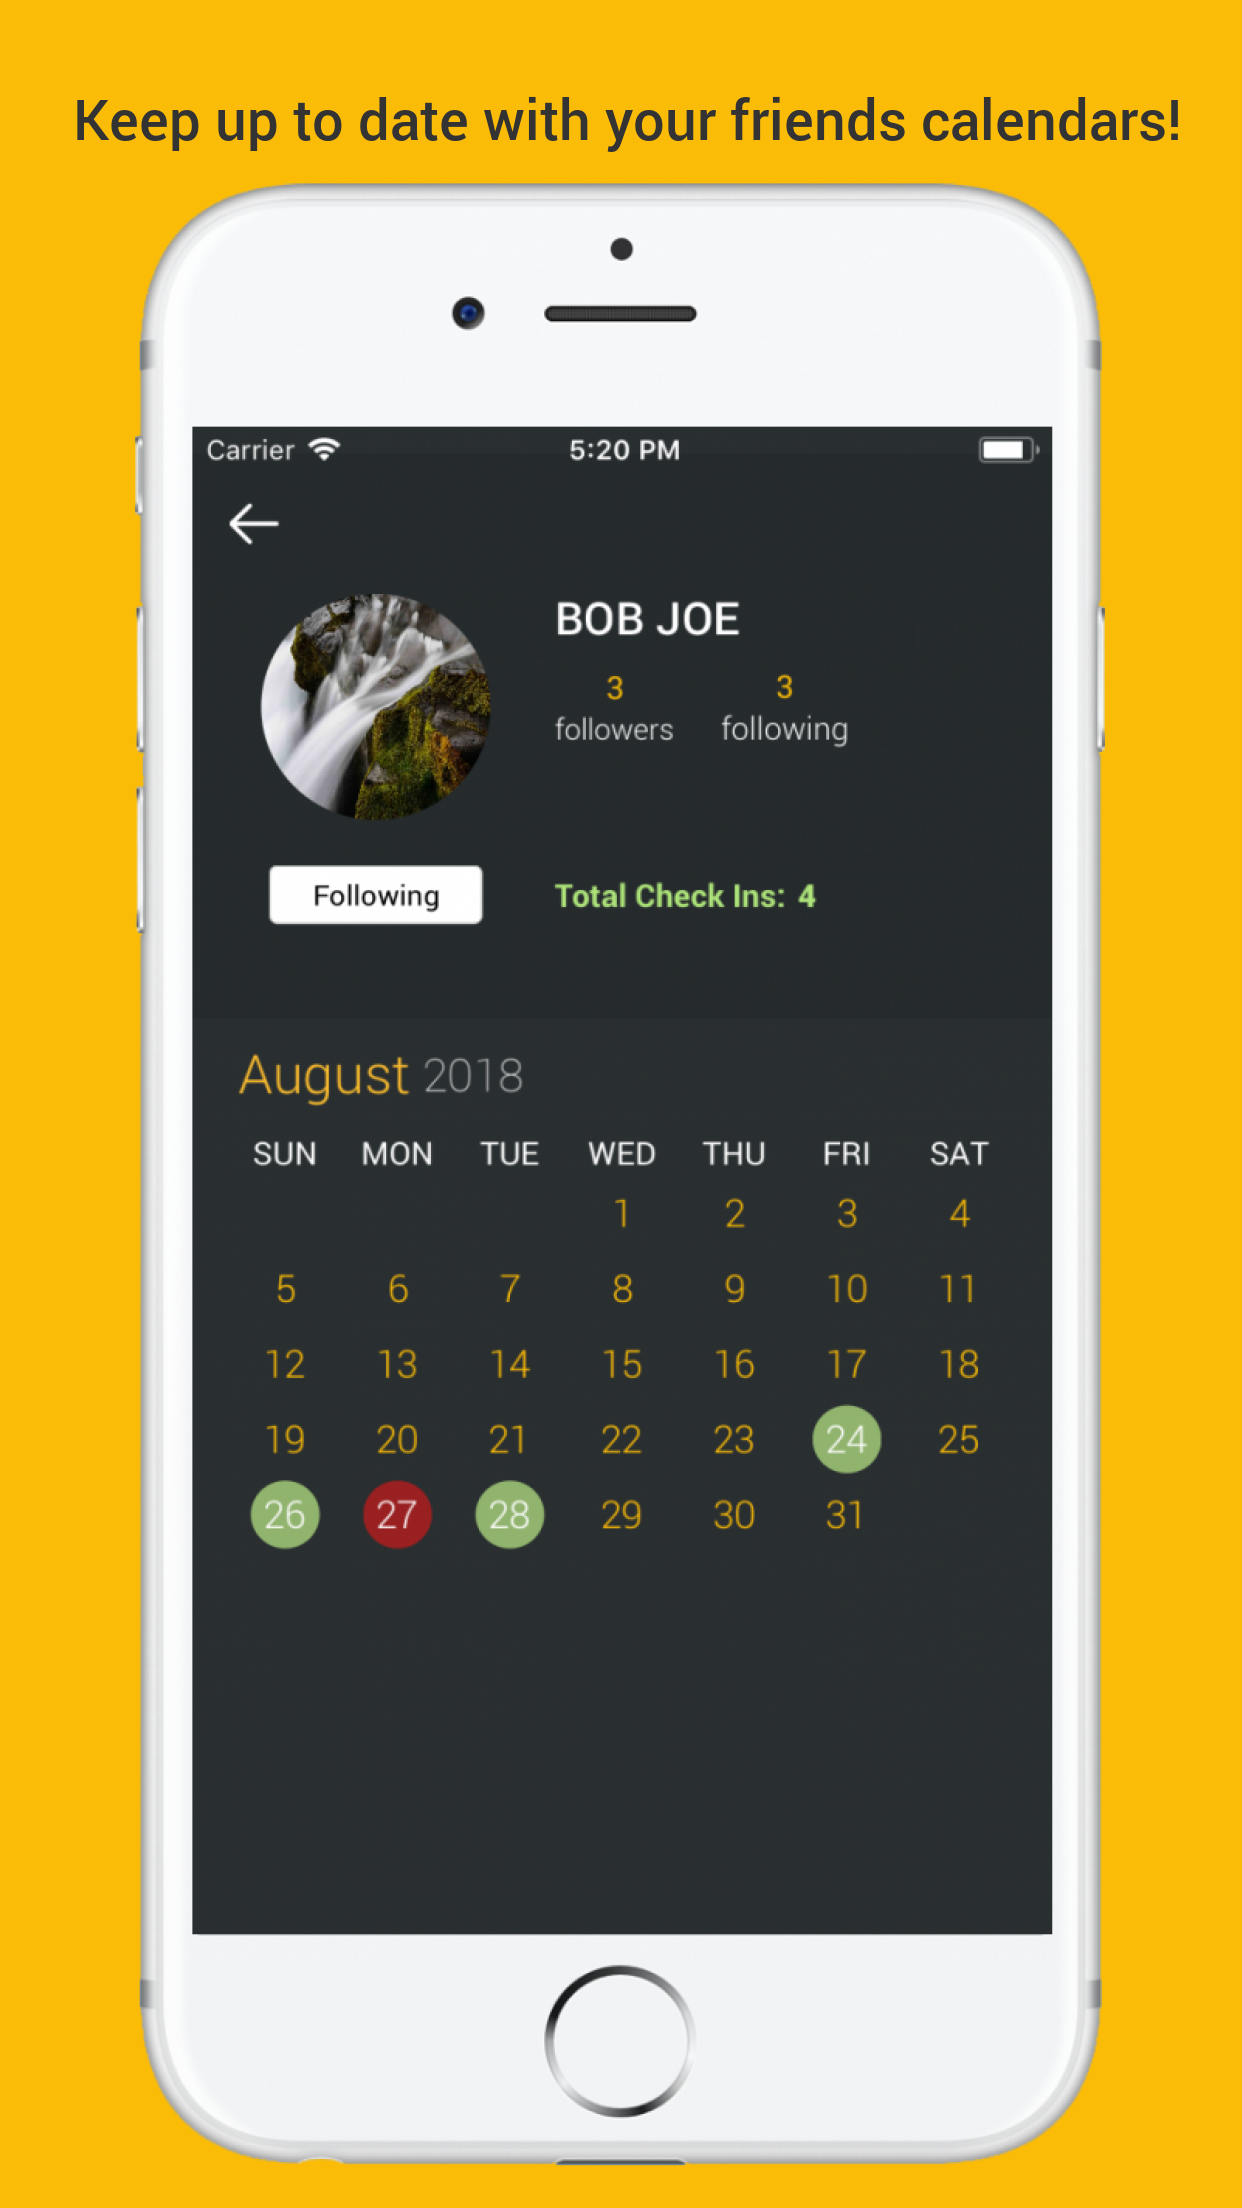 Keep up to date with your friends calendars!
Carrier 5:20 PM
BOB JOE
3 3
followers following
Following Total Check Ins: 4
August 2018
SUN MON TUE WED THU FRI SAT
1 2 3 4
5 6 7 8 9 10 11
12 13 14 15 16 17 18
19 20 21 22 23 24 25
26 27 28 29 30 31